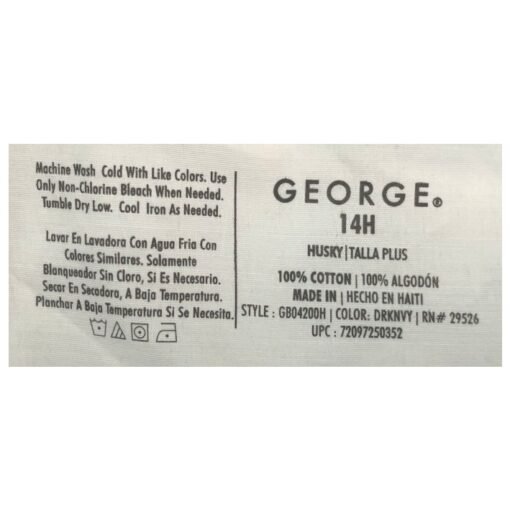 Machine Wash Cold With Like Colors. Use
Only Non-Chlorine Bleach When Needed.
Tumble Dry Low. Cool Iron As Needed.
Lavar En Lavadora Con Agua Fria Con
Colores Similares. Solamente
Blanqueador Sin Cloro, Si Es Necesario.
Secar En Secadora, A Baja Temperatura.
Planchar A Baja Temperatura Si Se Necesita.
GEORGE®
14H
HUSKY|TALLA PLUS
100% COTTON | 100% ALGODÓN
MADE IN | HECHO EN HAITI
STYLE : GB04200H | COLOR: DRKNVY | RN# 29526
UPC : 72097250352